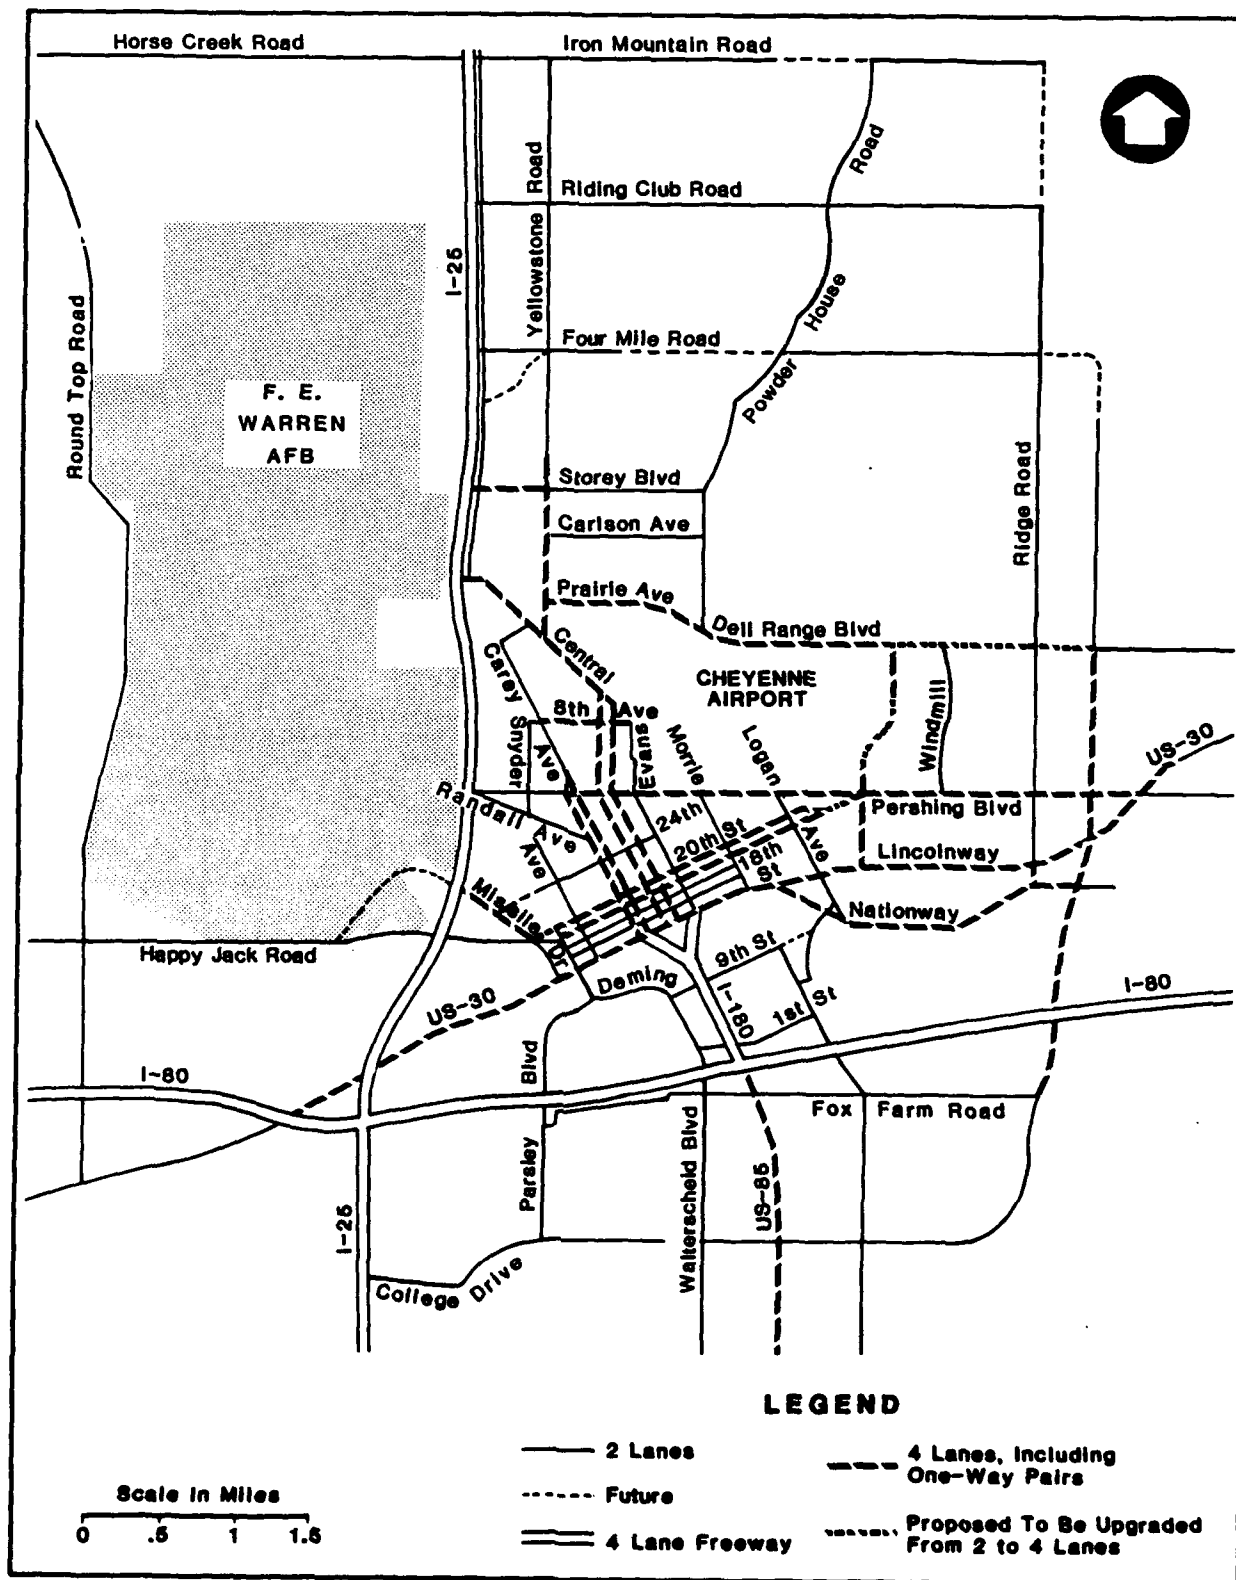 Horse Creek Road
Iron Mountain Road
Yellowstone Road
Riding Club Road
Powder House Road
I-25
Round Top Road
Four Mile Road
F. E.
WARREN
AFB
Storey Blvd
Carlson Ave
Ridge Road
Prairie Ave
Dell Range Blvd
Central
Carey Ave
CHEYENNE
AIRPORT
8th Ave
Snyder Ave
Evans
Morrie
Logan Ave
Windmill
US-30
Randall Ave
Pershing Blvd
24th
20th St
18th St
Lincolnway
Missile Dr
Nationway
Happy Jack Road
9th St
Deming
US-30
I-180
1st St
I-80
I-80
Parsley Blvd
Fox Farm Road
Walterscheid Blvd
US-85
I-25
College Drive
LEGEND
2 Lanes
4 Lanes, Including
One-Way Pairs
Future
4 Lane Freeway
Proposed To Be Upgraded
From 2 to 4 Lanes
Scale In Miles
0 .5 1 1.5